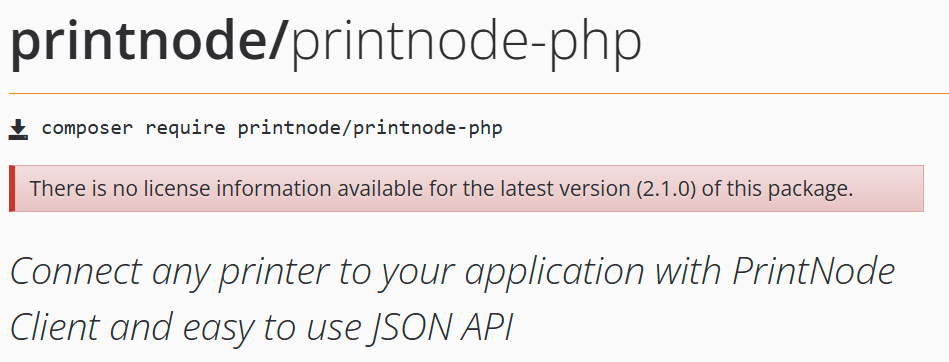 printnode/printnode-php
composer require printnode/printnode-php
There is no license information available for the latest version (2.1.0) of this package.
Connect any printer to your application with PrintNode
Client and easy to use JSON API